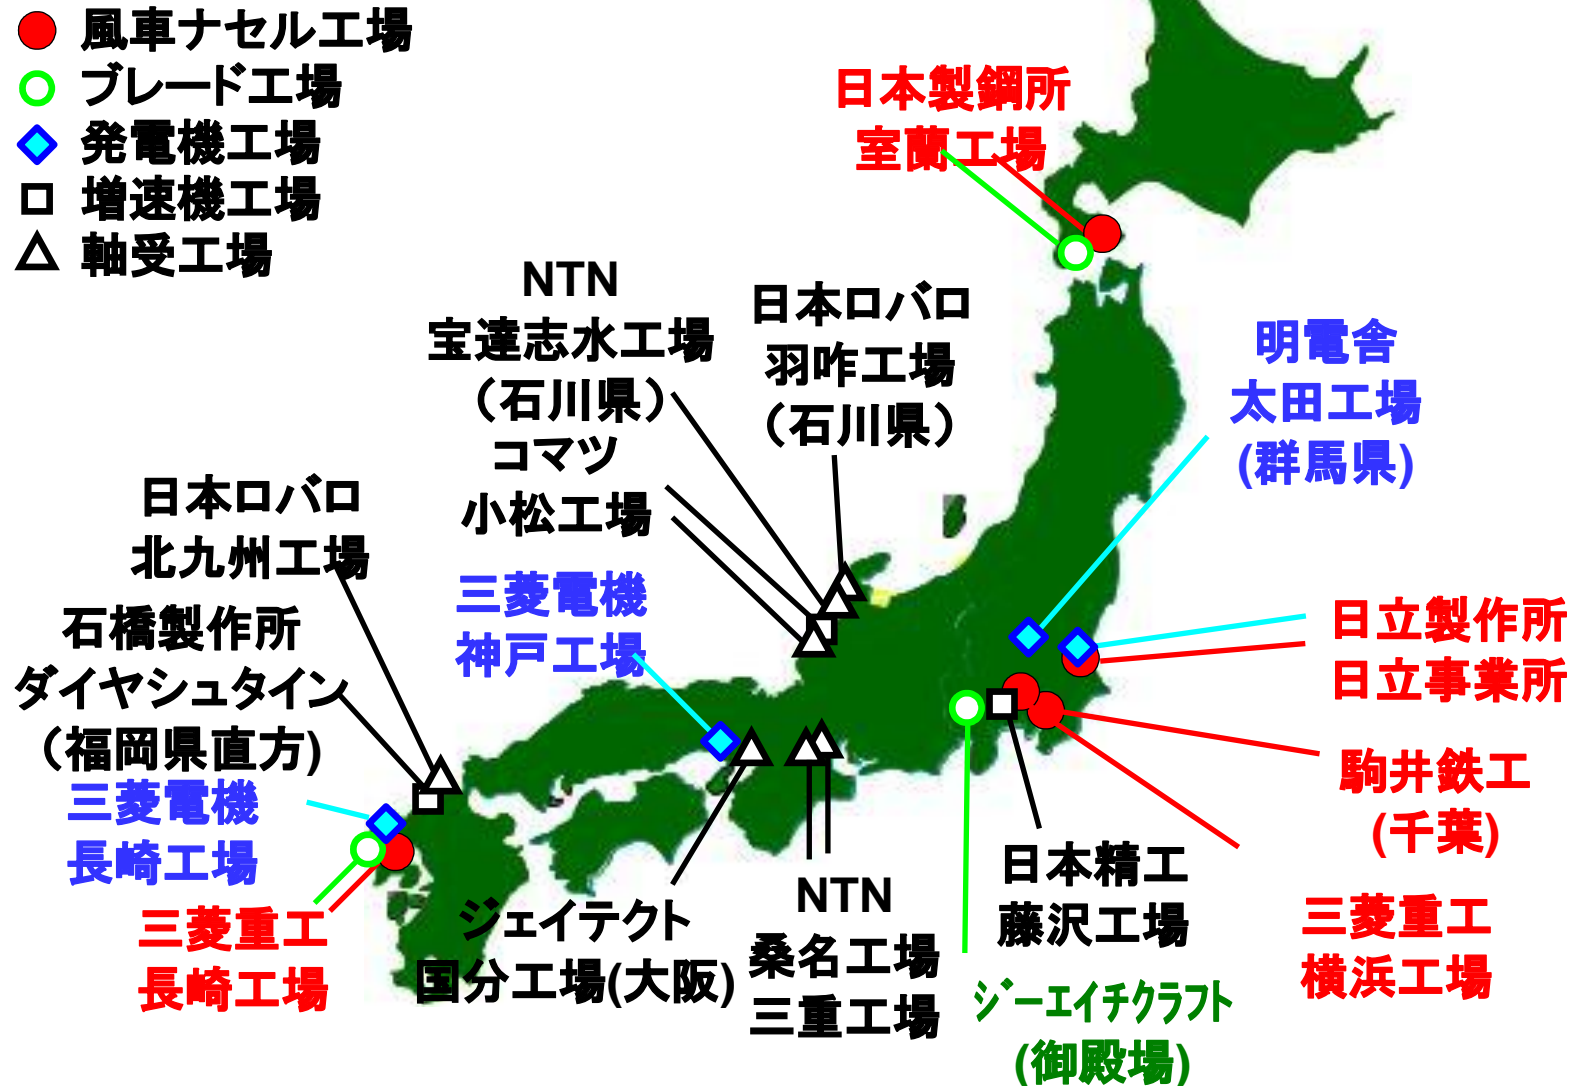 風車ナセル工場
ブレード工場
発電機工場
増速機工場
軸受工場
日本製鋼所
室蘭工場
NTN
宝達志水工場
（石川県）
コマツ
小松工場
日本ロバロ
羽咋工場
（石川県）
明電舎
太田工場
(群馬県)
日本ロバロ
北九州工場
石橋製作所
ダイヤシュタイン
（福岡県直方)
三菱電機
神戸工場
日立製作所
日立事業所
三菱電機
長崎工場
三菱重工
長崎工場
ジェイテクト
国分工場(大阪)
NTN
桑名工場
三重工場
日本精工
藤沢工場
ジーエイチクラフト
(御殿場)
駒井鉄工
(千葉)
三菱重工
横浜工場